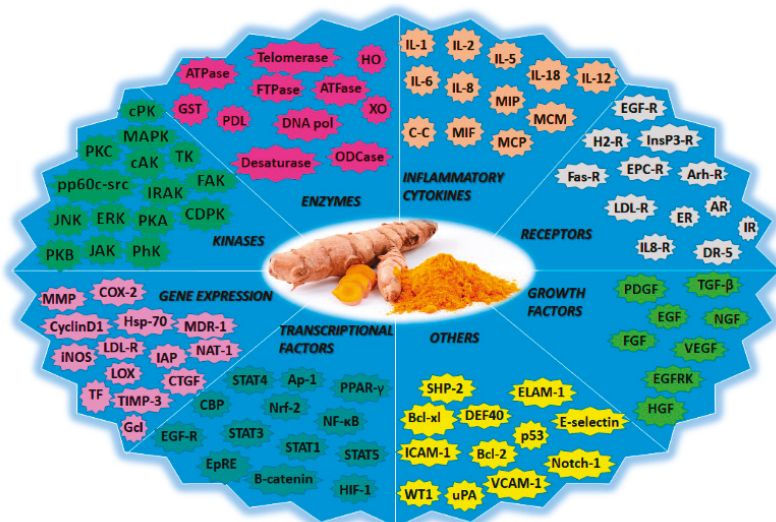 Telomerase
HO
ATPase
FTPase
ATFase
GST
PDL
XO
DNA pol
Desaturase
ODCase
ENZYMES
IL-1
IL-2
IL-5
IL-6
IL-8
IL-18
IL-12
MIP
MCM
C-C
MIF
MCP
INFLAMMATORY
CYTOKINES
EGF-R
H2-R
InsP3-R
Fas-R
EPC-R
Arh-R
LDL-R
ER
AR
IR
IL8-R
DR-5
RECEPTORS
cPK
MAPK
PKC
cAK
TK
pp60c-src
IRAK
FAK
JNK
ERK
PKA
CDPK
PKB
JAK
PhK
KINASES
GENE EXPRESSION
MMP
COX-2
CyclinD1
Hsp-70
MDR-1
iNOS
LDL-R
IAP
NAT-1
LOX
CTGF
TF
TIMP-3
Gcl
TRANSCRIPTIONAL
FACTORS
STAT4
Ap-1
PPAR-γ
CBP
Nrf-2
NF-κB
EGF-R
STAT3
STAT1
STAT5
EpRE
B-catenin
HIF-1
OTHERS
SHP-2
ELAM-1
Bcl-xl
DEF40
E-selectin
p53
ICAM-1
Bcl-2
Notch-1
WT1
uPA
VCAM-1
GROWTH
FACTORS
PDGF
TGF-β
EGF
NGF
FGF
VEGF
EGFRK
HGF